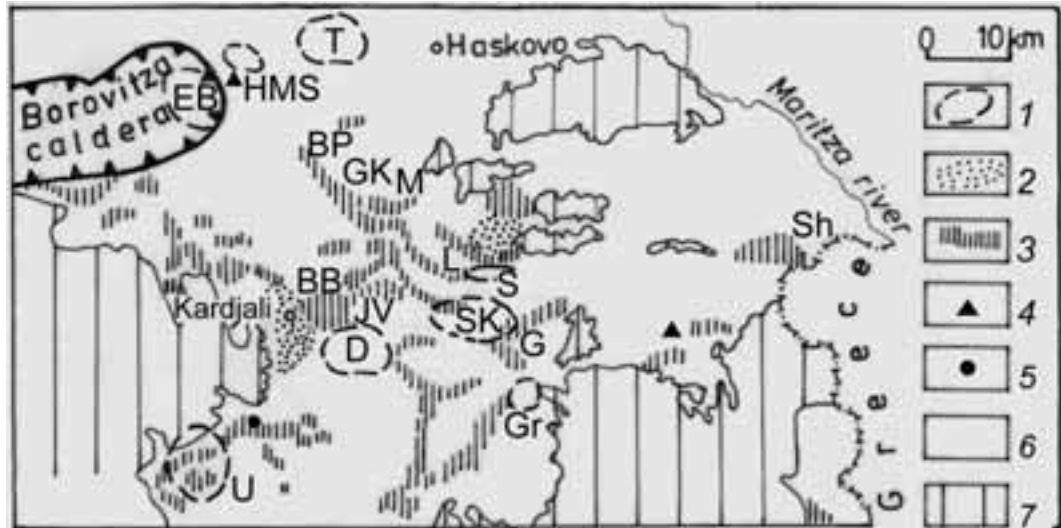 T
Haskovo
0 10 km
Borovitza
caldera
EB
HMS
Maritza river
1
BP
GK
M
2
Sh
3
L
S
BB
Kardjali
JV
SK
4
D
G
Greece
5
Gr
6
U
7